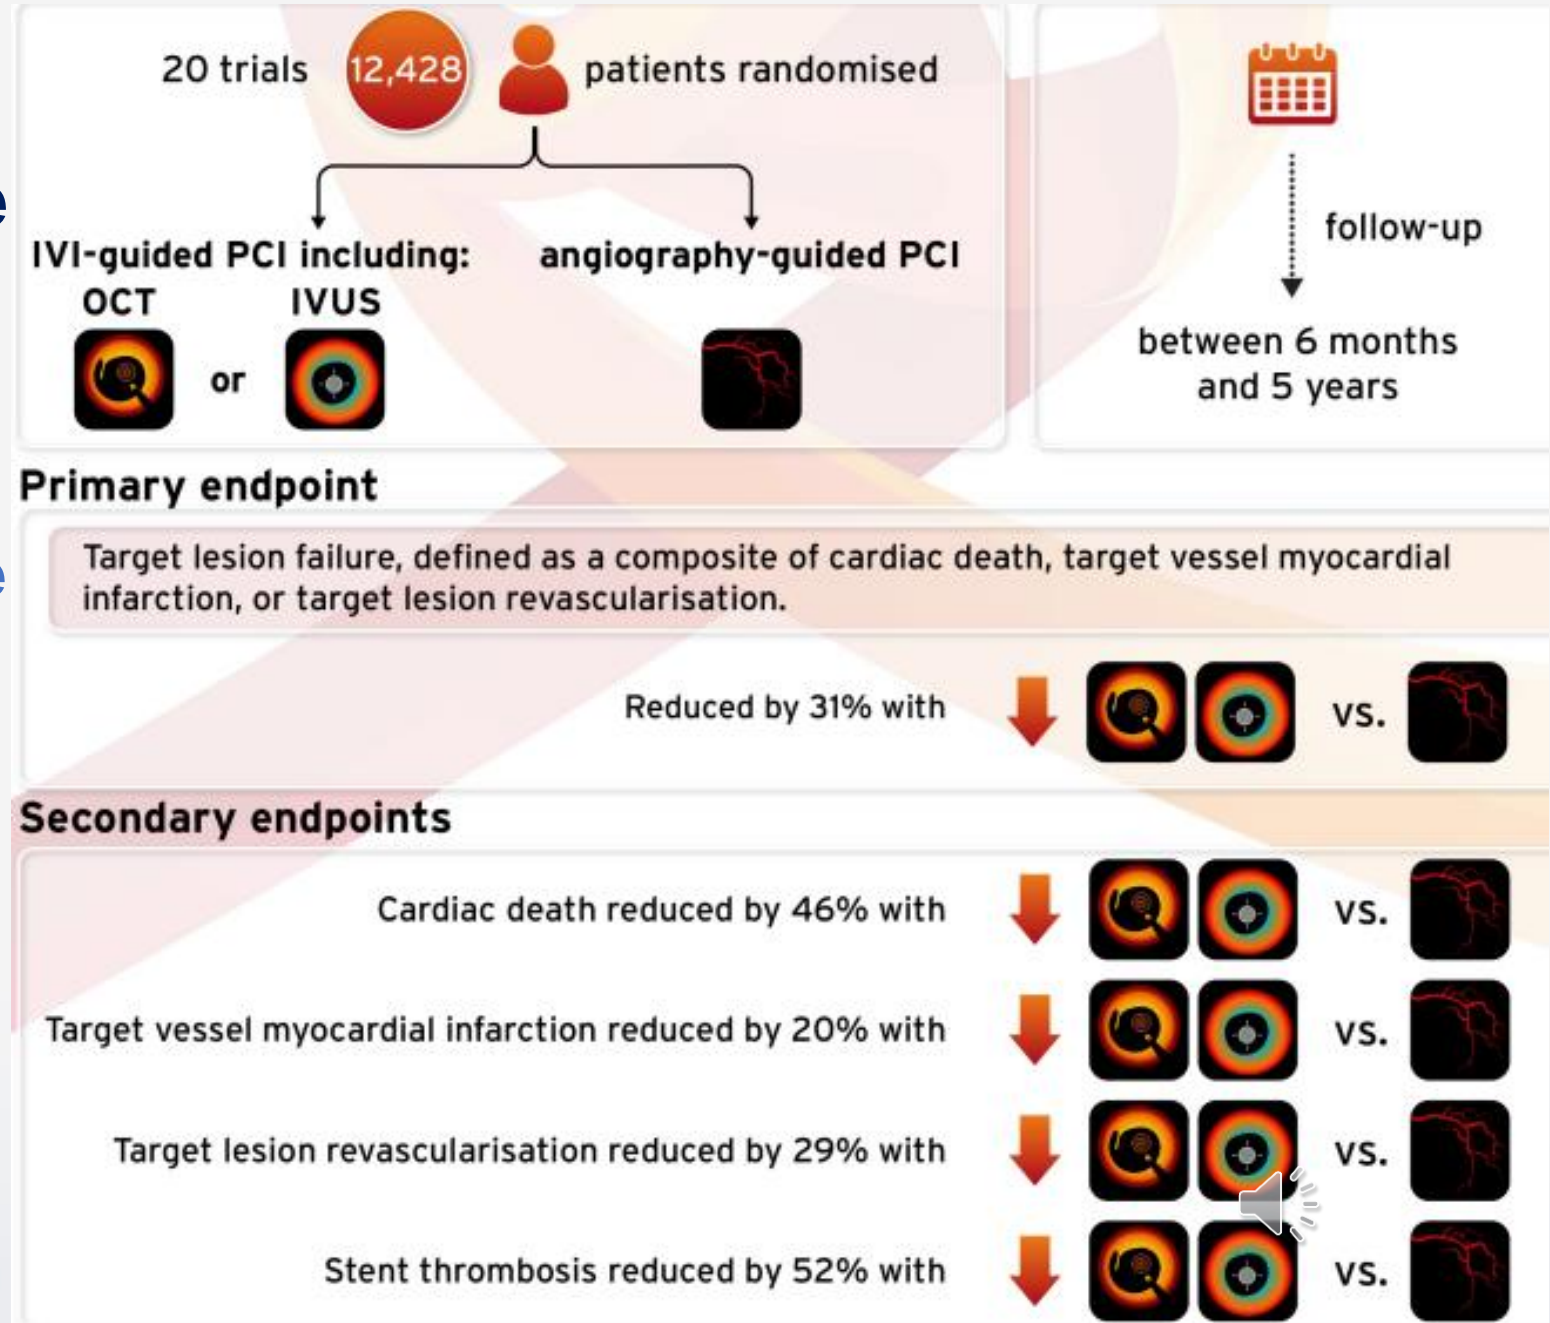 20 trials 12,428 patients randomised
IVI-guided PCI including:
OCT or IVUS
angiography-guided PCI
follow-up
between 6 months
and 5 years
Primary endpoint
Target lesion failure, defined as a composite of cardiac death, target vessel myocardial
infarction, or target lesion revascularisation.
Reduced by 31% with vs.
Secondary endpoints
Cardiac death reduced by 46% with vs.
Target vessel myocardial infarction reduced by 20% with vs.
Target lesion revascularisation reduced by 29% with vs.
Stent thrombosis reduced by 52% with vs.